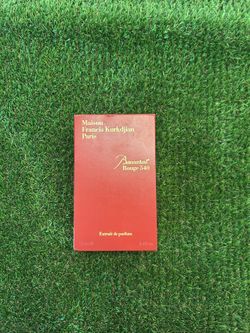 Maison
Francis Kurkdjian
Paris
Baccarat
Rouge 540
Extrait de parfum